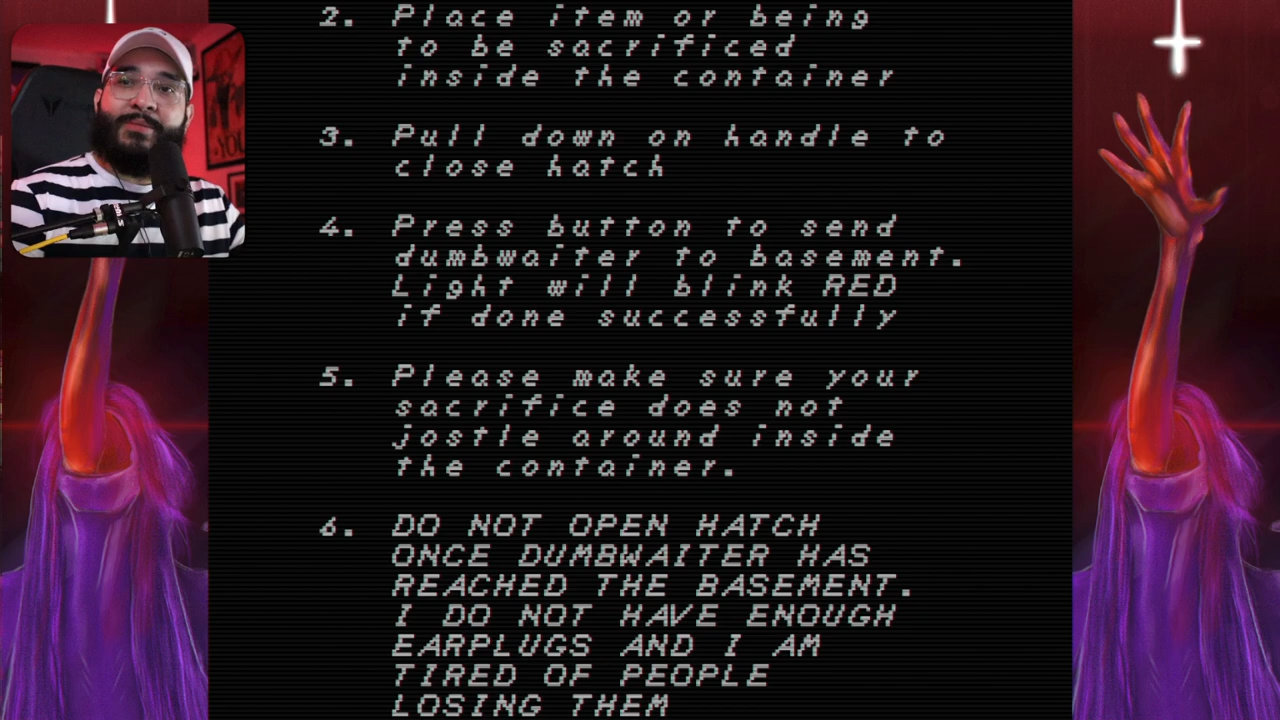 2. Place item or being
to be sacrificed
inside the container
3. Pull down on handle to
close hatch
4. Press button to send
dumbwaiter to basement.
Light will blink RED
if done successfully
5. Please make sure your
sacrifice does not
jostle around inside
the container.
6. DO NOT OPEN HATCH
ONCE DUMBWAITER HAS
REACHED THE BASEMENT.
I DO NOT HAVE ENOUGH
EARPLUGS AND I AM
TIRED OF PEOPLE
LOSING THEM
YOU